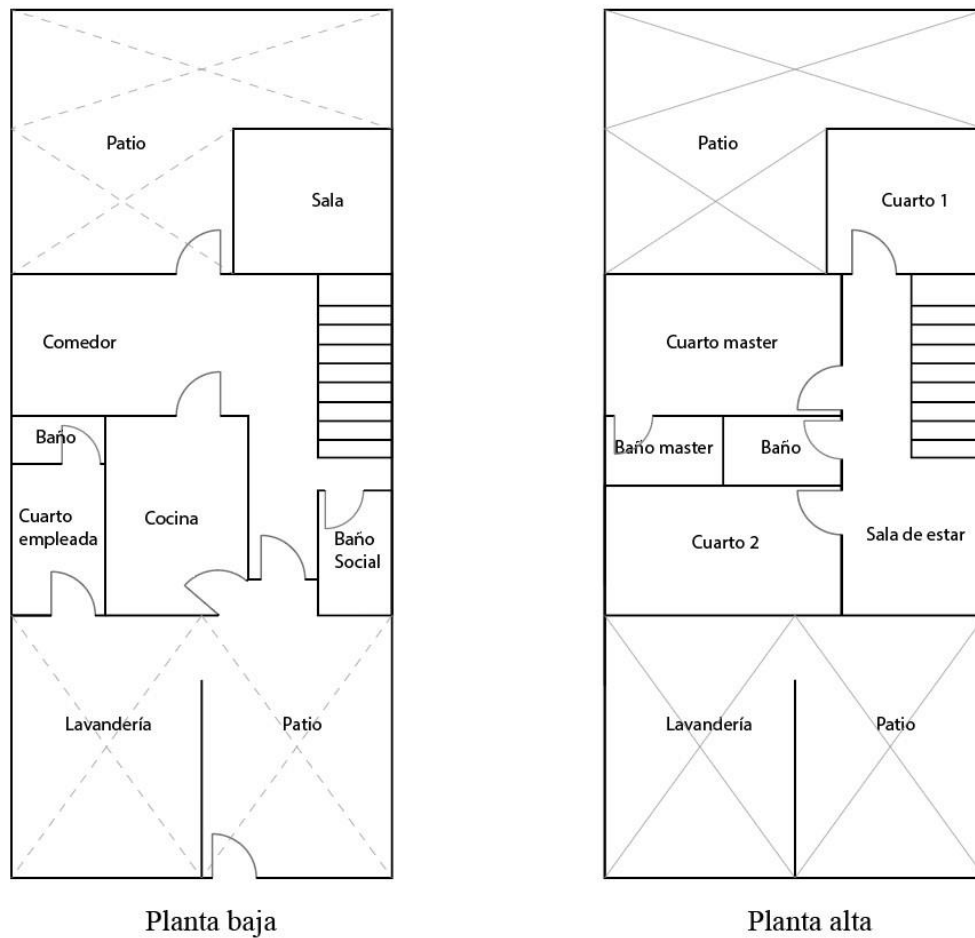 Patio
Sala
Comedor
Baño
Cuarto
empleada
Cocina
Baño
Social
Lavandería
Patio
Planta baja
Patio
Cuarto 1
Cuarto master
Baño master
Baño
Cuarto 2
Sala de estar
Lavandería
Patio
Planta alta